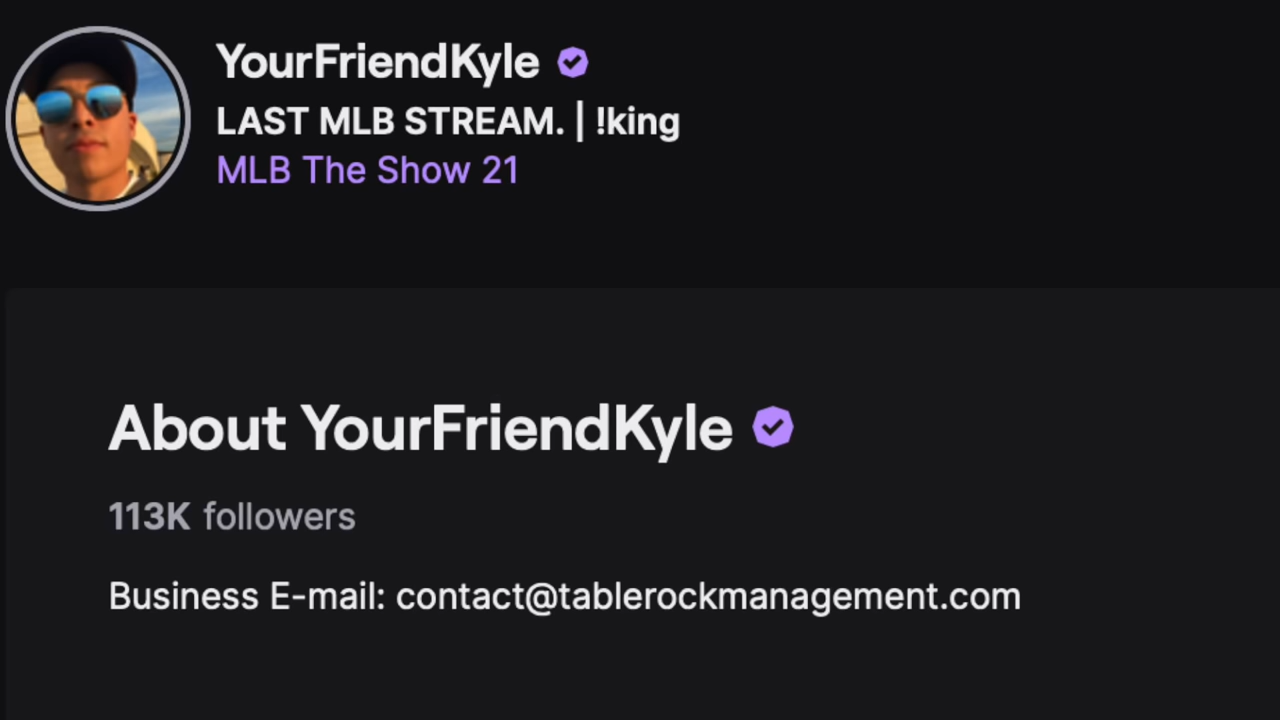 YourFriendKyle
LAST MLB STREAM. | !king
MLB The Show 21
About YourFriendKyle
113K followers
Business E-mail: contact@tablerockmanagement.com